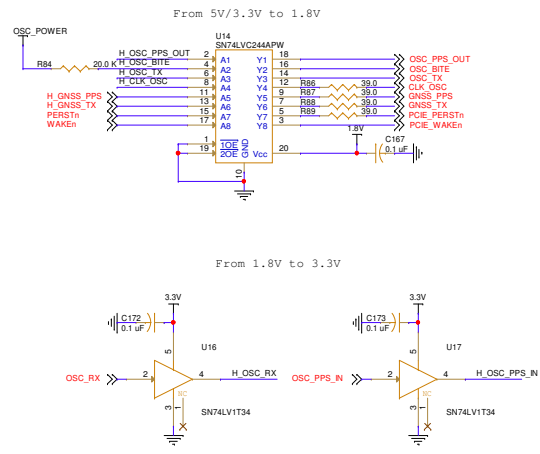 From 5V/3.3V to 1.8V
OSC_POWER
U14
SN74LVC244APW
R84 20.0 K
H_OSC_PPS_OUT 2 A1 Y1 18 OSC_PPS_OUT
H_OSC_BITE 4 A2 Y2 16 OSC_BITE
H_OSC_TX 6 A3 Y3 14 OSC_TX
H_CLK_OSC 8 A4 Y4 12 R86 39.0 CLK_OSC
H_GNSS_PPS 11 A5 Y5 9 R87 39.0 GNSS_PPS
H_GNSS_TX 13 A6 Y6 7 R88 39.0 GNSS_TX
PERSTn 15 A7 Y7 5 R89 39.0 PCIE_PERSTn
WAKEn 17 A8 Y8 3 PCIE_WAKEn
1.8V
1 1OE GND C167
19 2OE Vcc 20 0.1 uF
10
From 1.8V to 3.3V
3.3V 3.3V
C172 C173
0.1 uF 0.1 uF
5 U16 5 U17
OSC_RX 2 4 H_OSC_RX OSC_PPS_IN 2 4 H_OSC_PPS_IN
NC NC
3 1 SN74LV1T34 3 1 SN74LV1T34